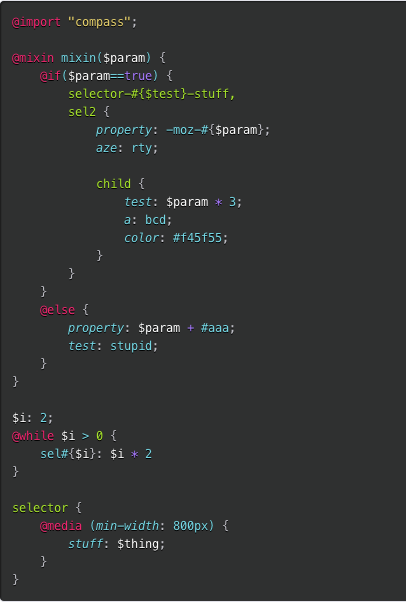 @import "compass";

@mixin mixin($param) {
    @if($param==true) {
        selector-#{$test}-stuff,
        sel2 {
            property: -moz-#{$param};
            aze: rty;

            child {
                test: $param * 3;
                a: bcd;
                color: #f45f55;
            }
        }
    }
    @else {
        property: $param + #aaa;
        test: stupid;
    }
}

$i: 2;
@while $i > 0 {
    sel#{$i}: $i * 2
}

selector {
    @media (min-width: 800px) {
        stuff: $thing;
    }
}